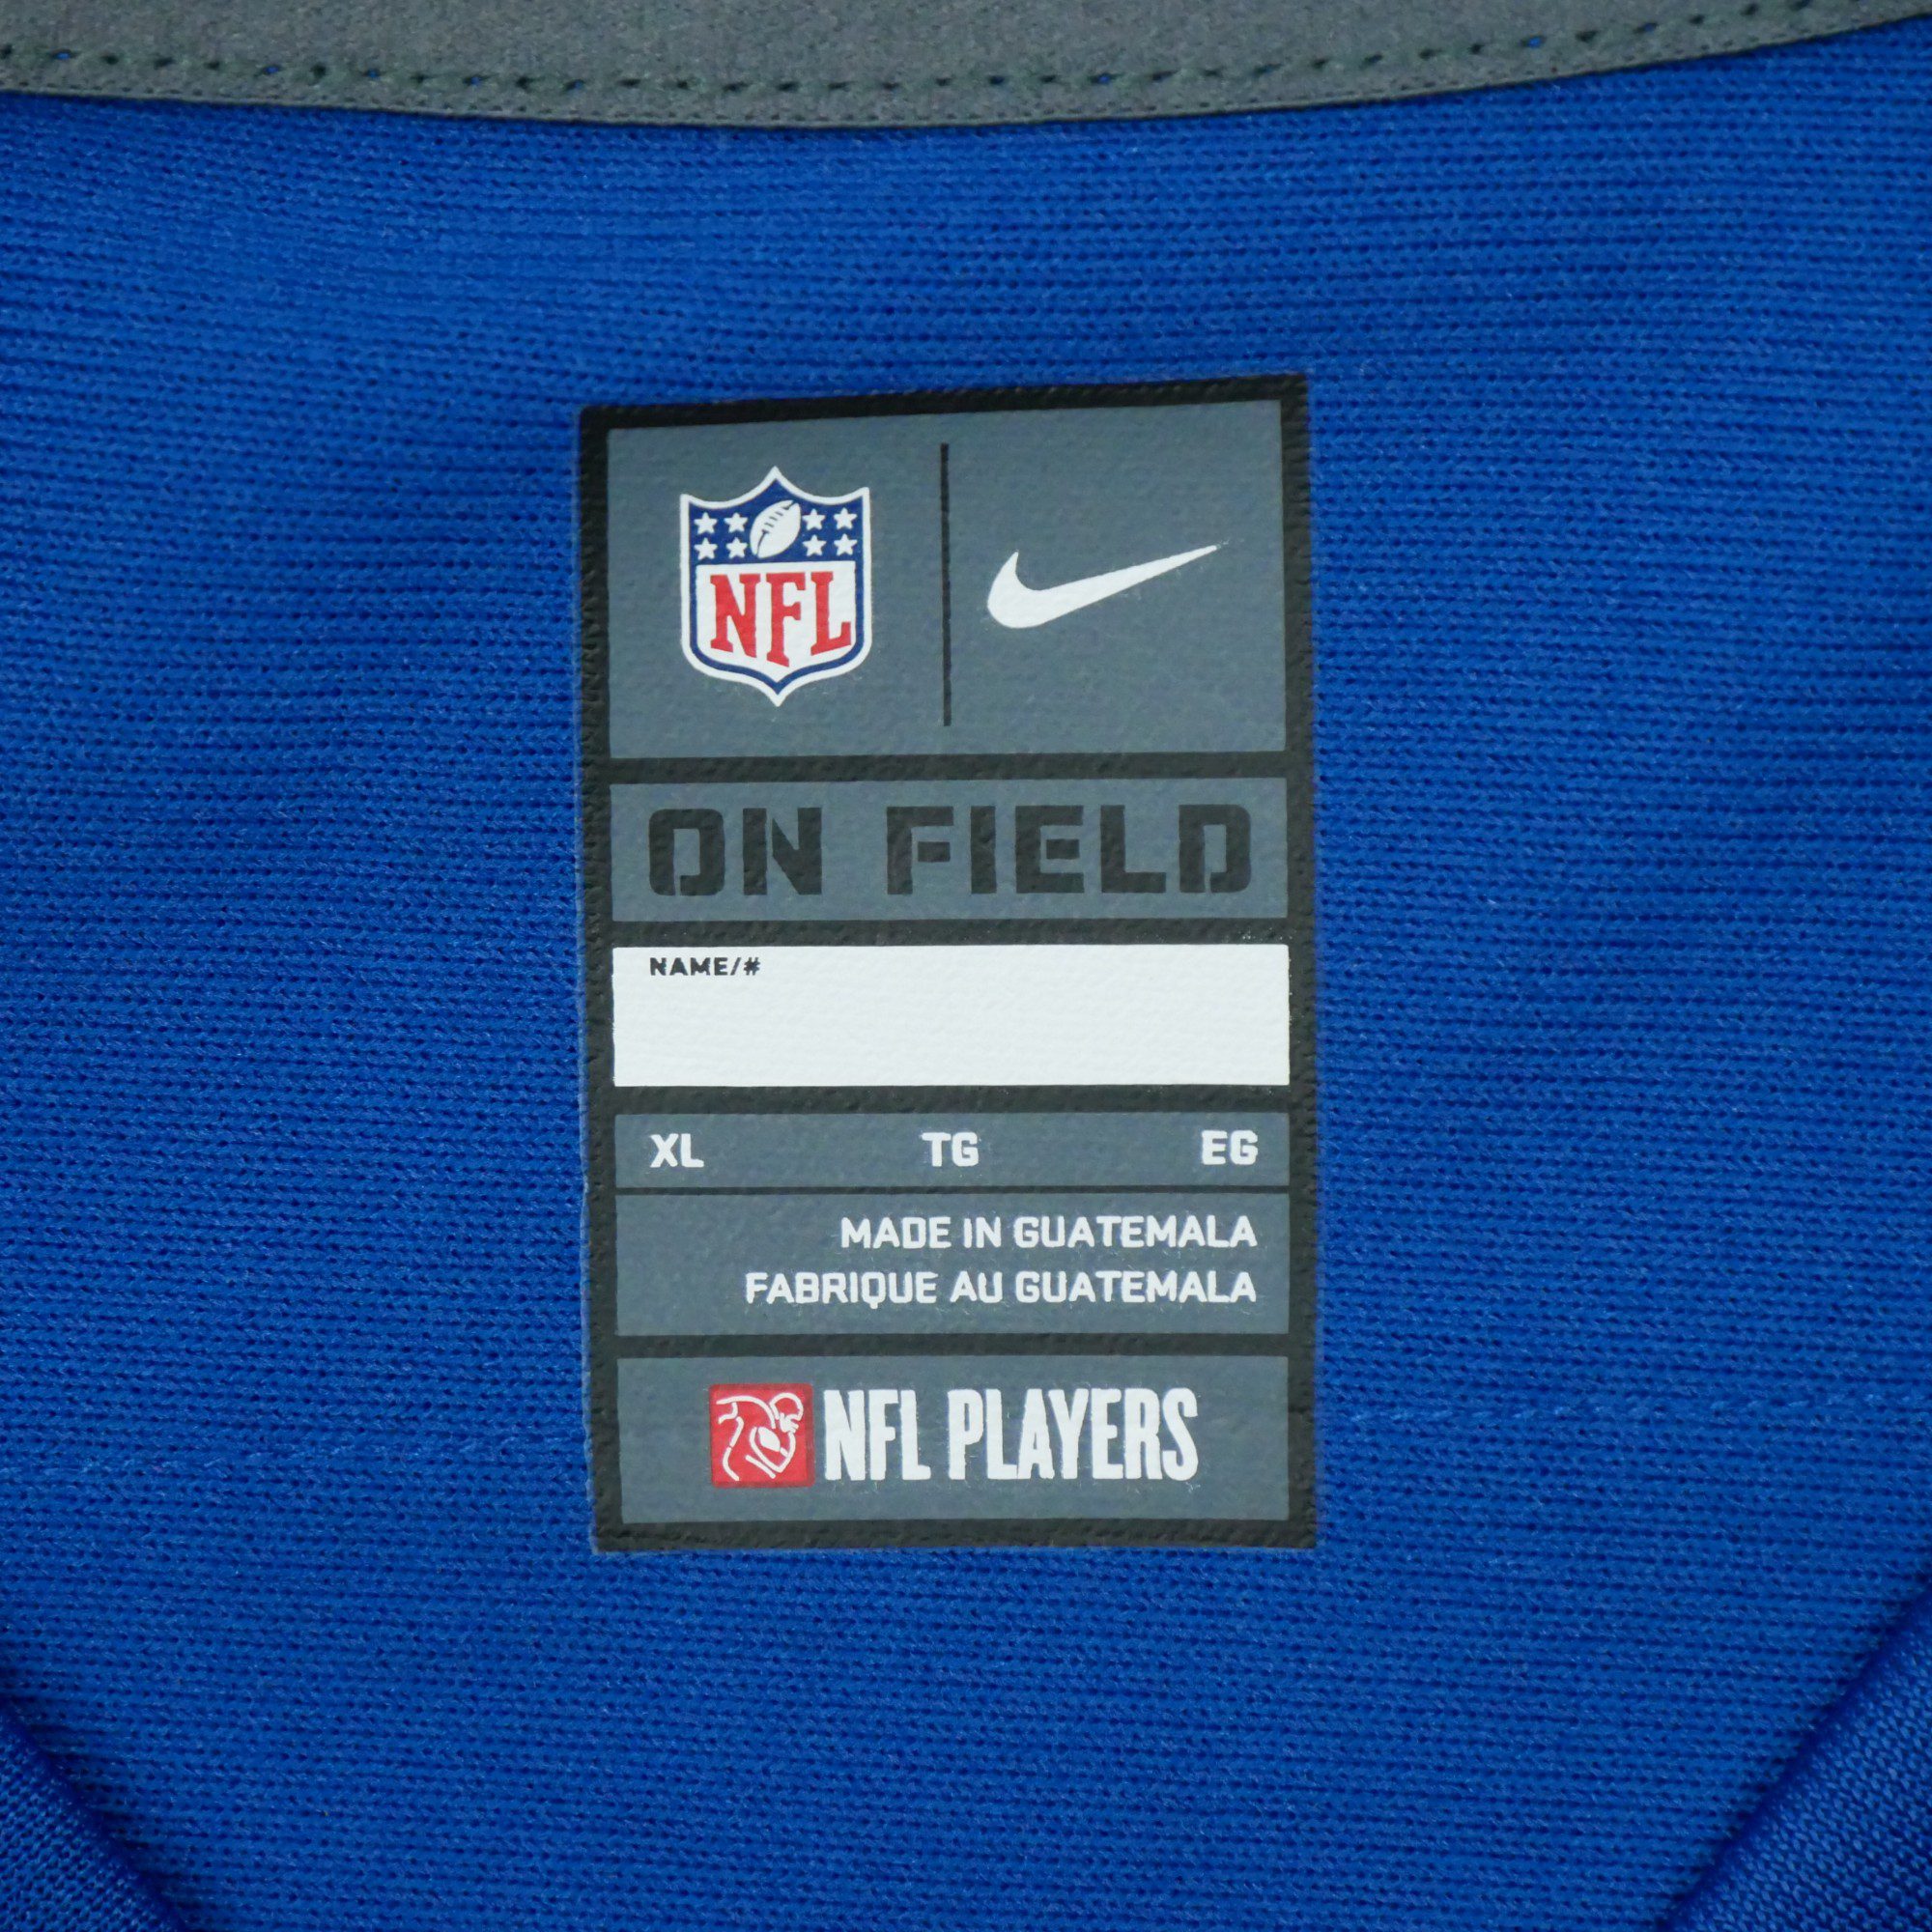 NFL
ON FIELD
NAME/#
XL TG EG
MADE IN GUATEMALA
FABRIQUE AU GUATEMALA
NFL PLAYERS